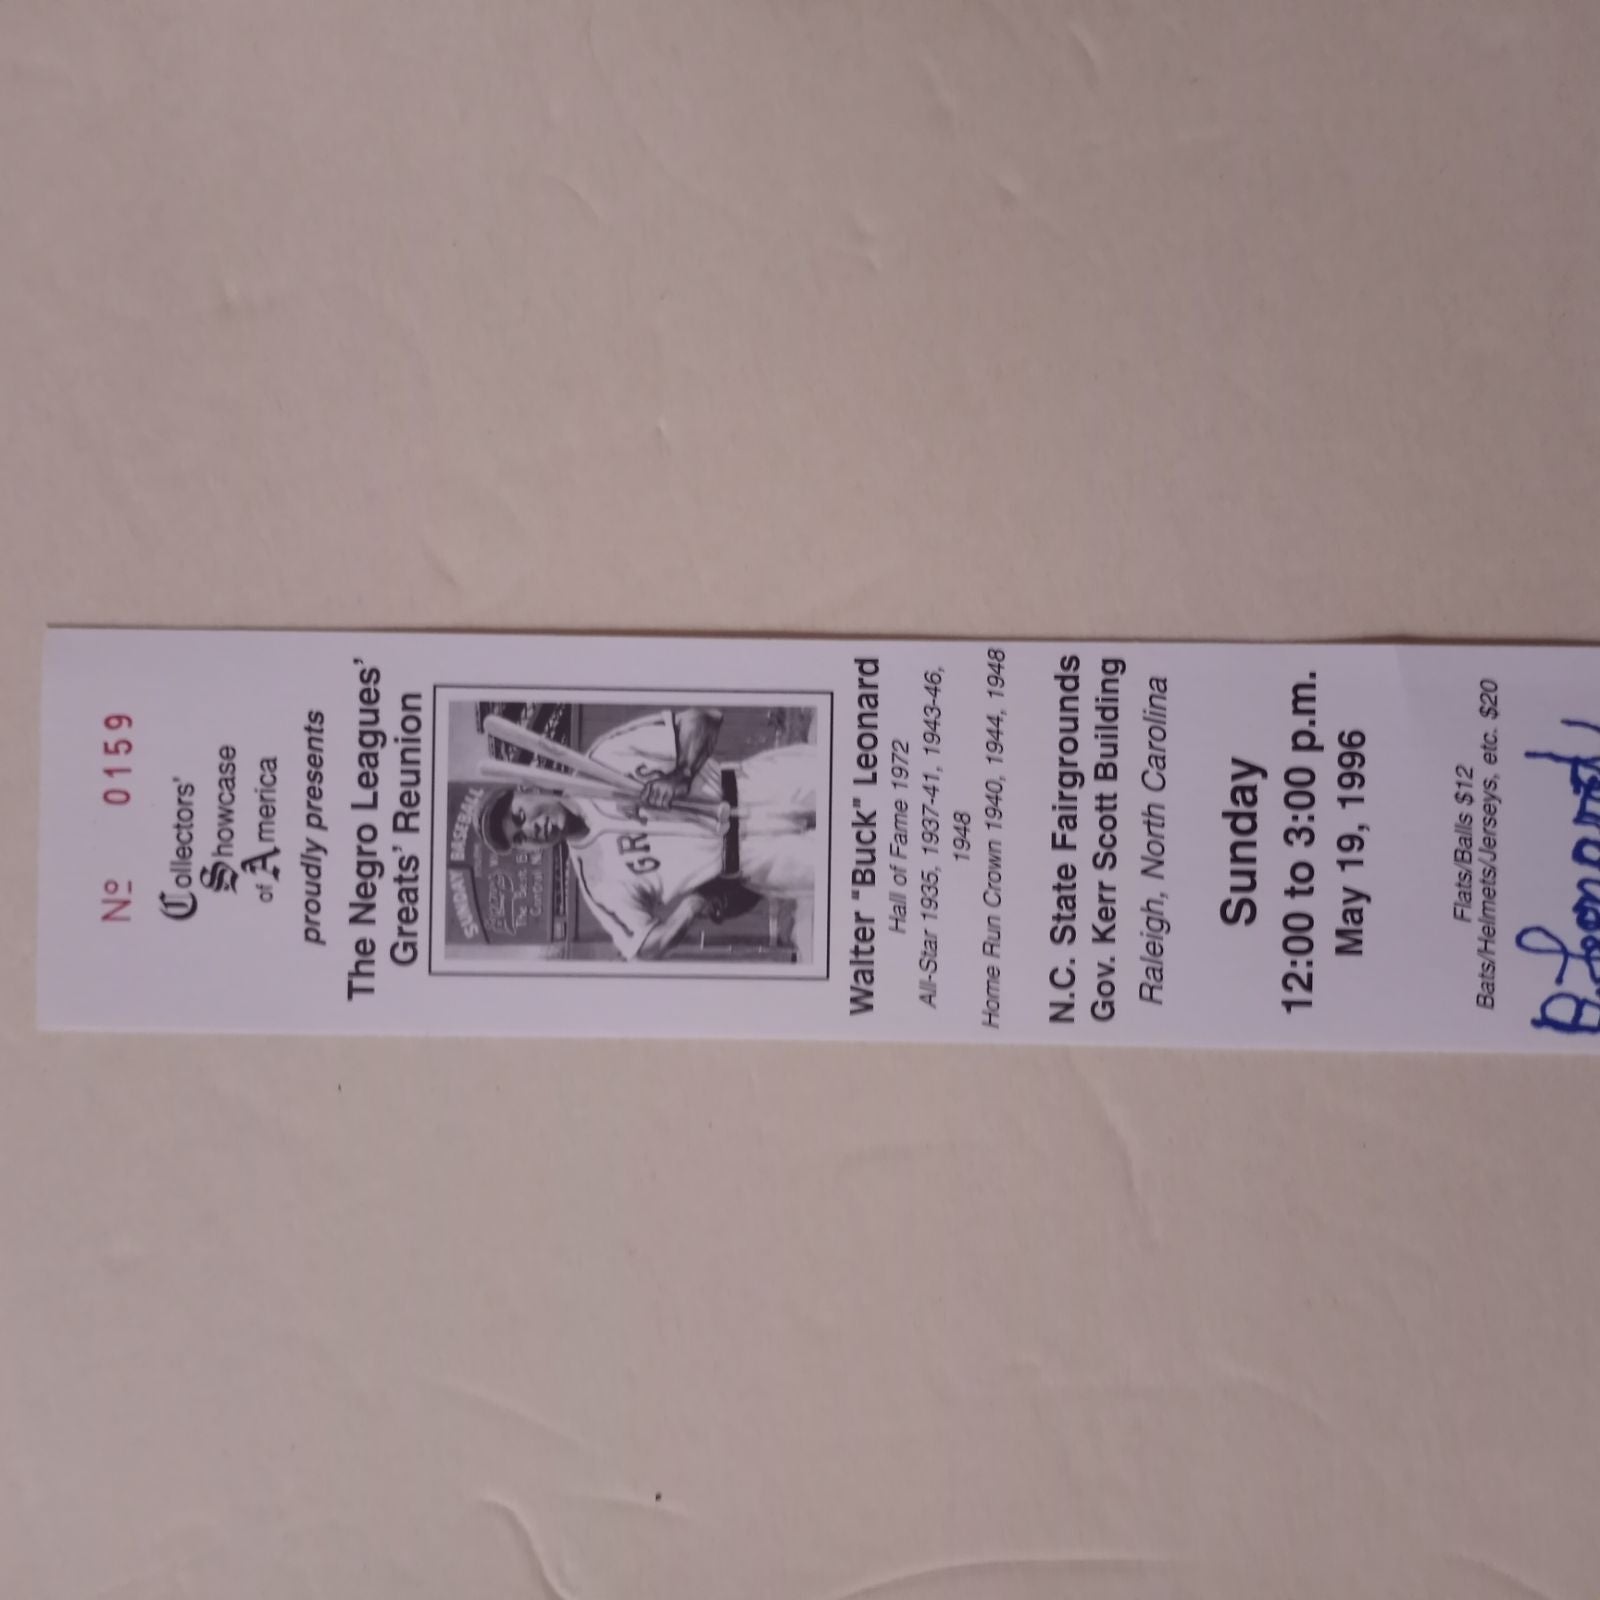 Nº 0159
Collectors'
Showcase
of America
proudly presents
The Negro Leagues'
Greats' Reunion
SUNDAY BASEBALL
GRAYS
Walter "Buck" Leonard
Hall of Fame 1972
All-Star 1935, 1937-41, 1943-46,
1948
Home Run Crown 1940, 1944, 1948
N.C. State Fairgrounds
Gov. Kerr Scott Building
Raleigh, North Carolina
Sunday
12:00 to 3:00 p.m.
May 19, 1996
Flats/Balls $12
Bats/Helmets/Jerseys, etc. $20
B. Leonard